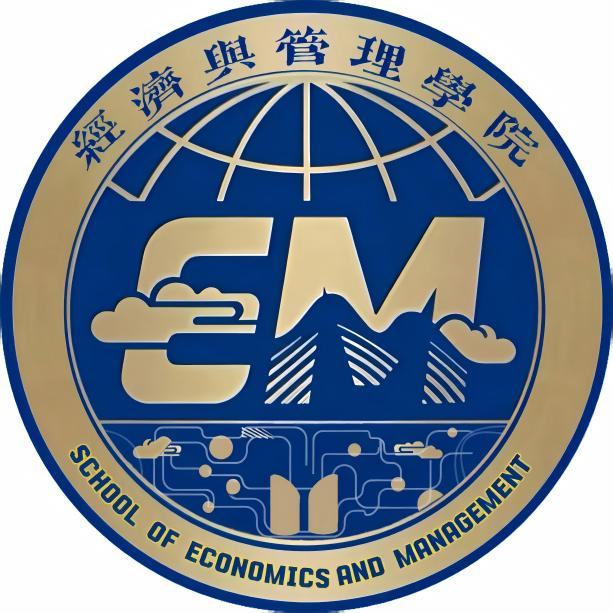 經濟與管理學院
EM
SCHOOL OF ECONOMICS AND MANAGEMENT